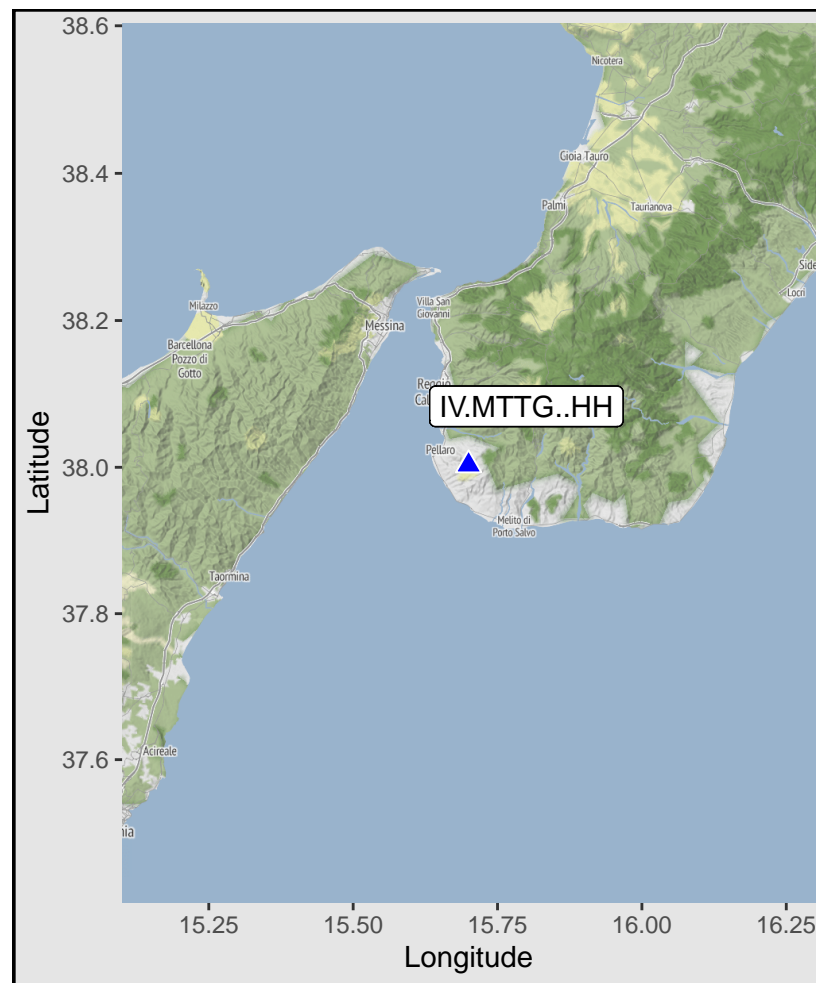 38.6
Nicotera
Gioia Tauro
38.4
Palmi
Taurianova
Side
Locri
Milazzo
Villa San
Giovanni
38.2
Messina
Barcellona
Pozzo di
Gotto
Reggio
IV.MTTG..HH
Pellaro
38.0
Latitude
Melito di
Porto Salvo
Taormina
37.8
Acireale
37.6
nia
15.25
15.50
15.75
16.00
16.25
Longitude